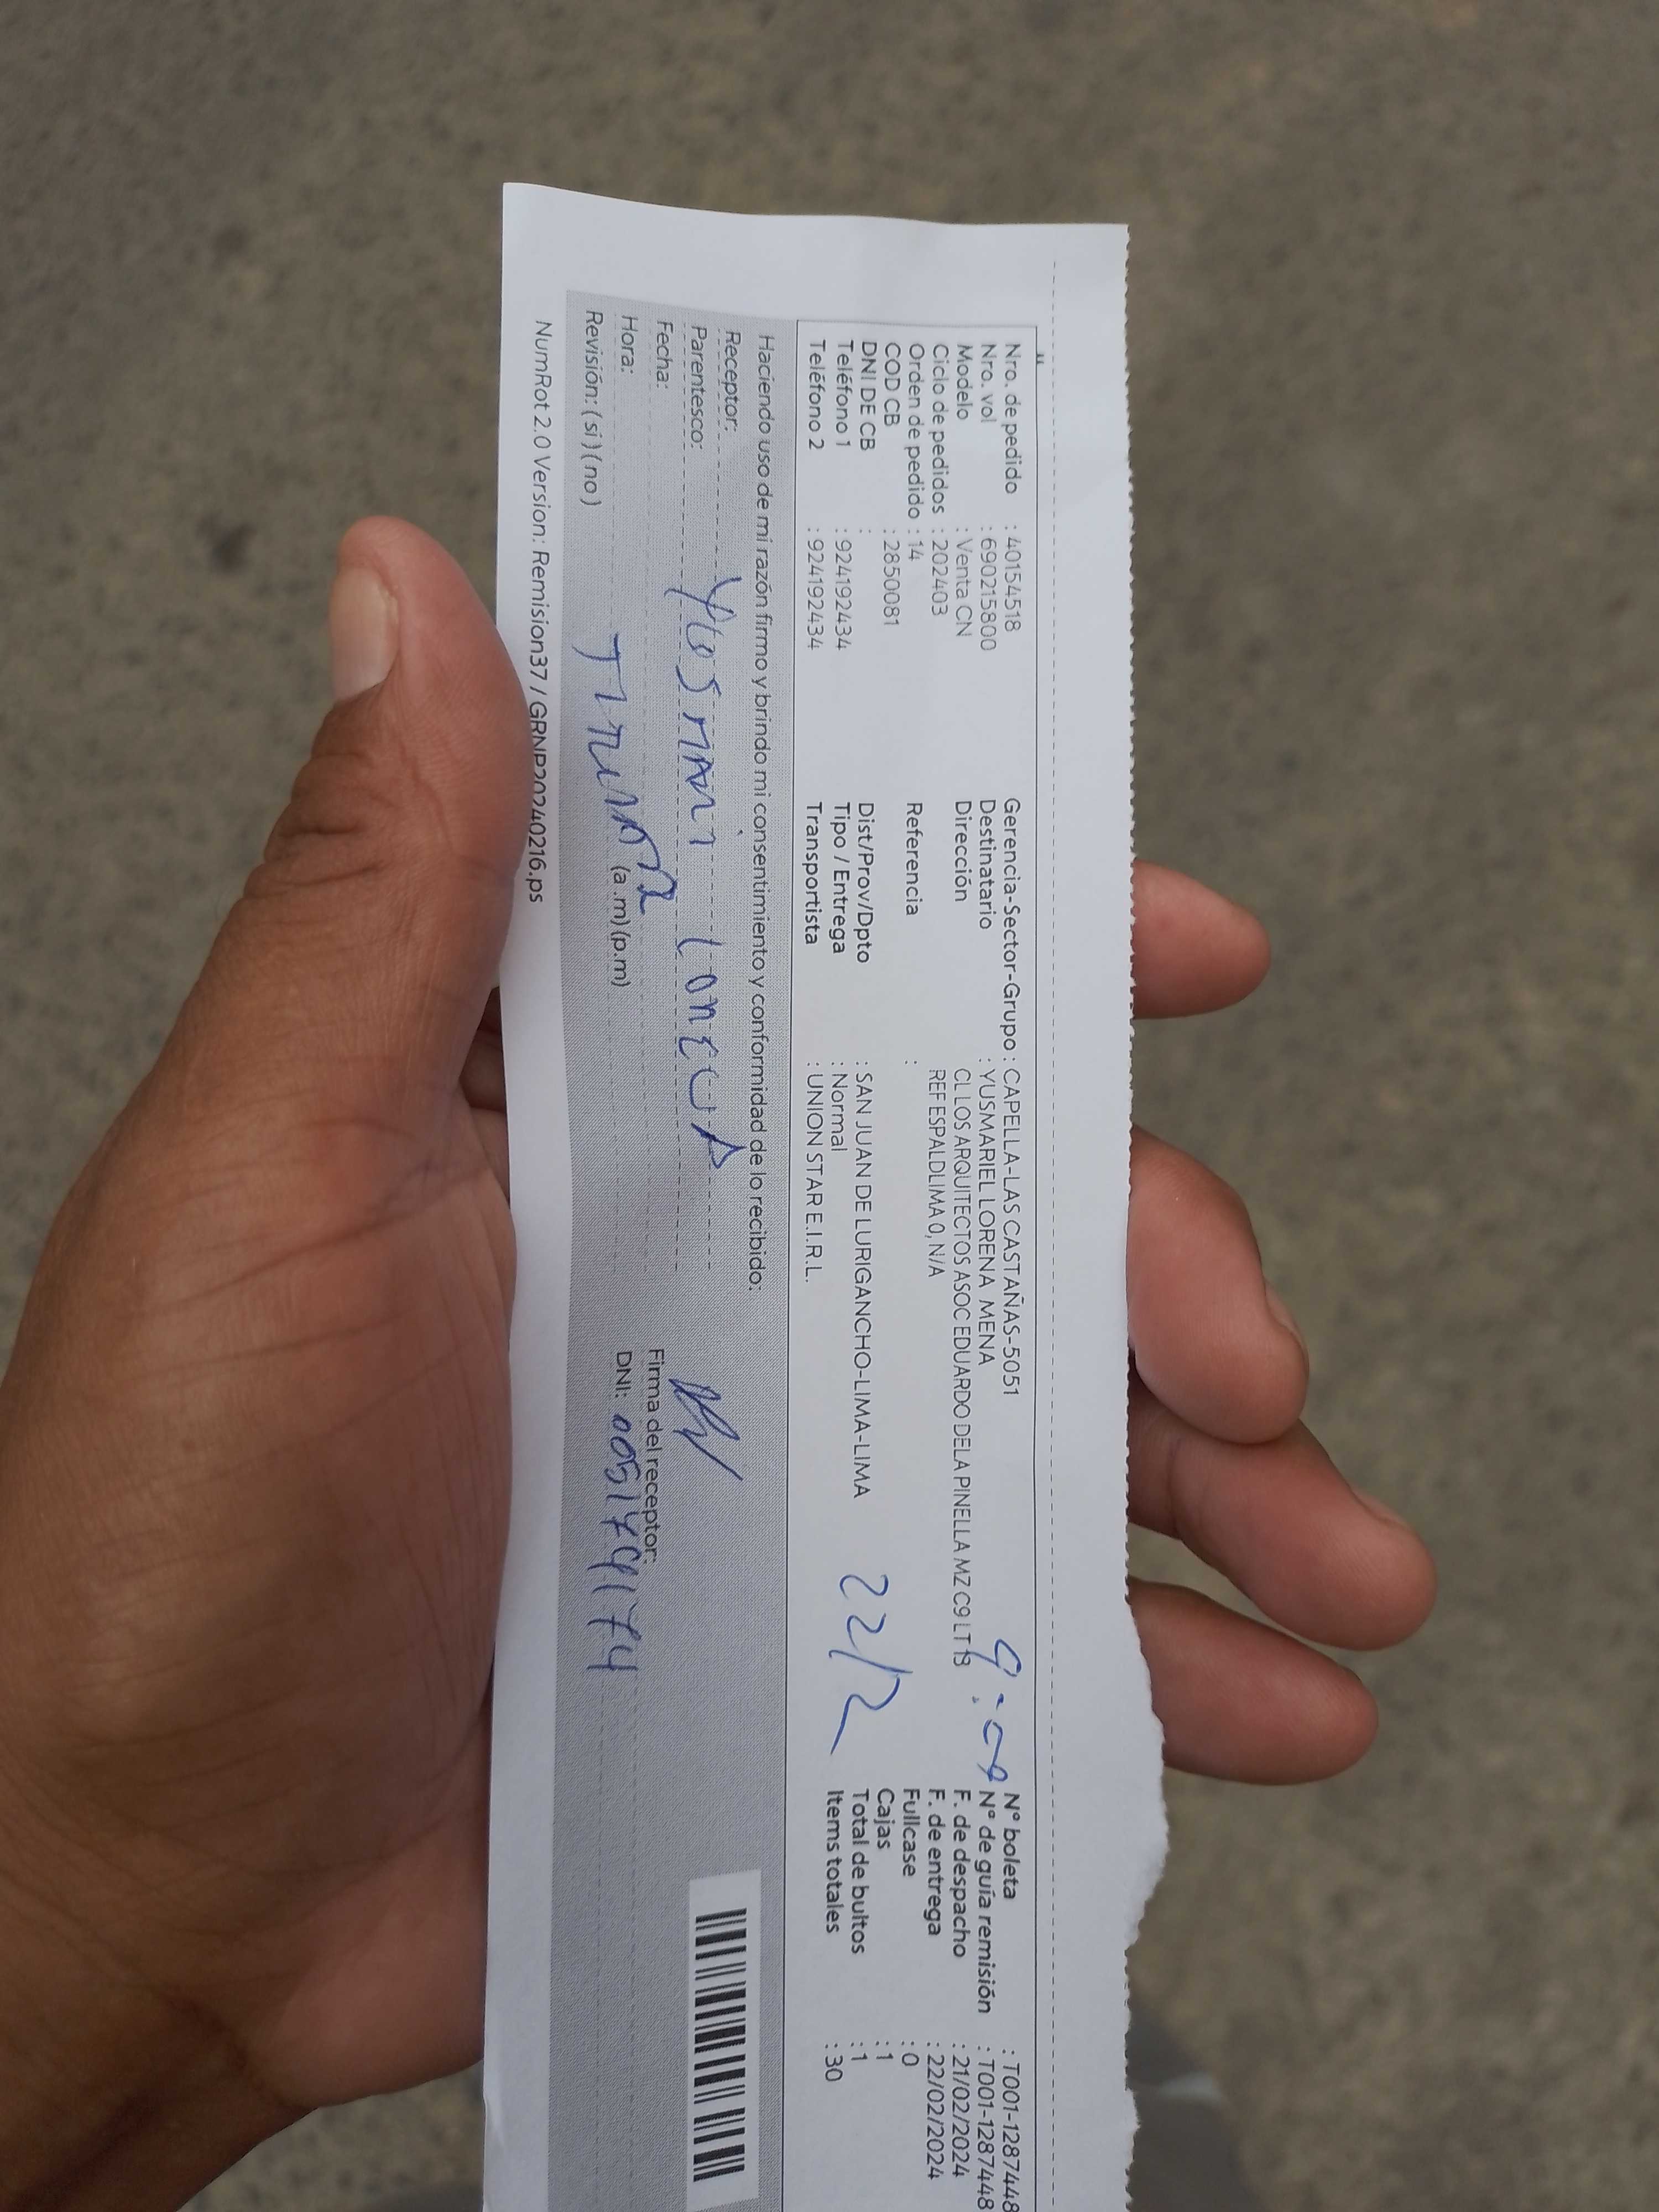 Nro. de pedido : 40154518
Nro. vol : 690215800
Modelo : Venta CN
Ciclo de pedidos : 202403
Orden de pedido : 14
COD CB : 2850081
DNI DE CB :
Teléfono 1 : 924192434
Teléfono 2 : 924192434
Gerencia-Sector-Grupo : CAPELLA-LAS CASTAÑAS-5051
Destinatario : YUSMARIEL LORENA MENA
Dirección CL LOS ARQUITECTOS ASOC EDUARDO DELA PINELLA MZ C9 LT 13
REF ESPALDLIMA 0, N/A
Referencia :
Dist/Prov/Dpto : SAN JUAN DE LURIGANCHO-LIMA-LIMA
Tipo / Entrega : Normal
Transportista : UNION STAR E.I.R.L.
22/2
N° boleta : T001-1287448
N° de guía remisión : T001-1287448
F. de despacho : 21/02/2024
F. de entrega : 22/02/2024
Fullcase : 0
Cajas : 1
Total de bultos : 1
Items totales : 30
Haciendo uso de mi razón firmo y brindo mi consentimiento y conformidad de lo recibido:
Receptor:
Parentesco:
Fecha:
Hora: (a.m) (p.m)
Revisión: (si) (no)
Firma del receptor:
DNI: 005149174
NumRot 2.0 Version: Remision37 / GRNP20240216.ps